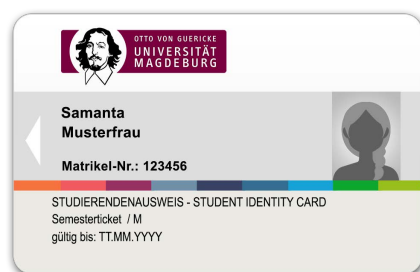 OTTO VON GUERICKE
UNIVERSITÄT
MAGDEBURG
Samanta
Musterfrau
Matrikel-Nr.: 123456
STUDIERENDENAUSWEIS - STUDENT IDENTITY CARD
Semesterticket / M
gültig bis: TT.MM.YYYY